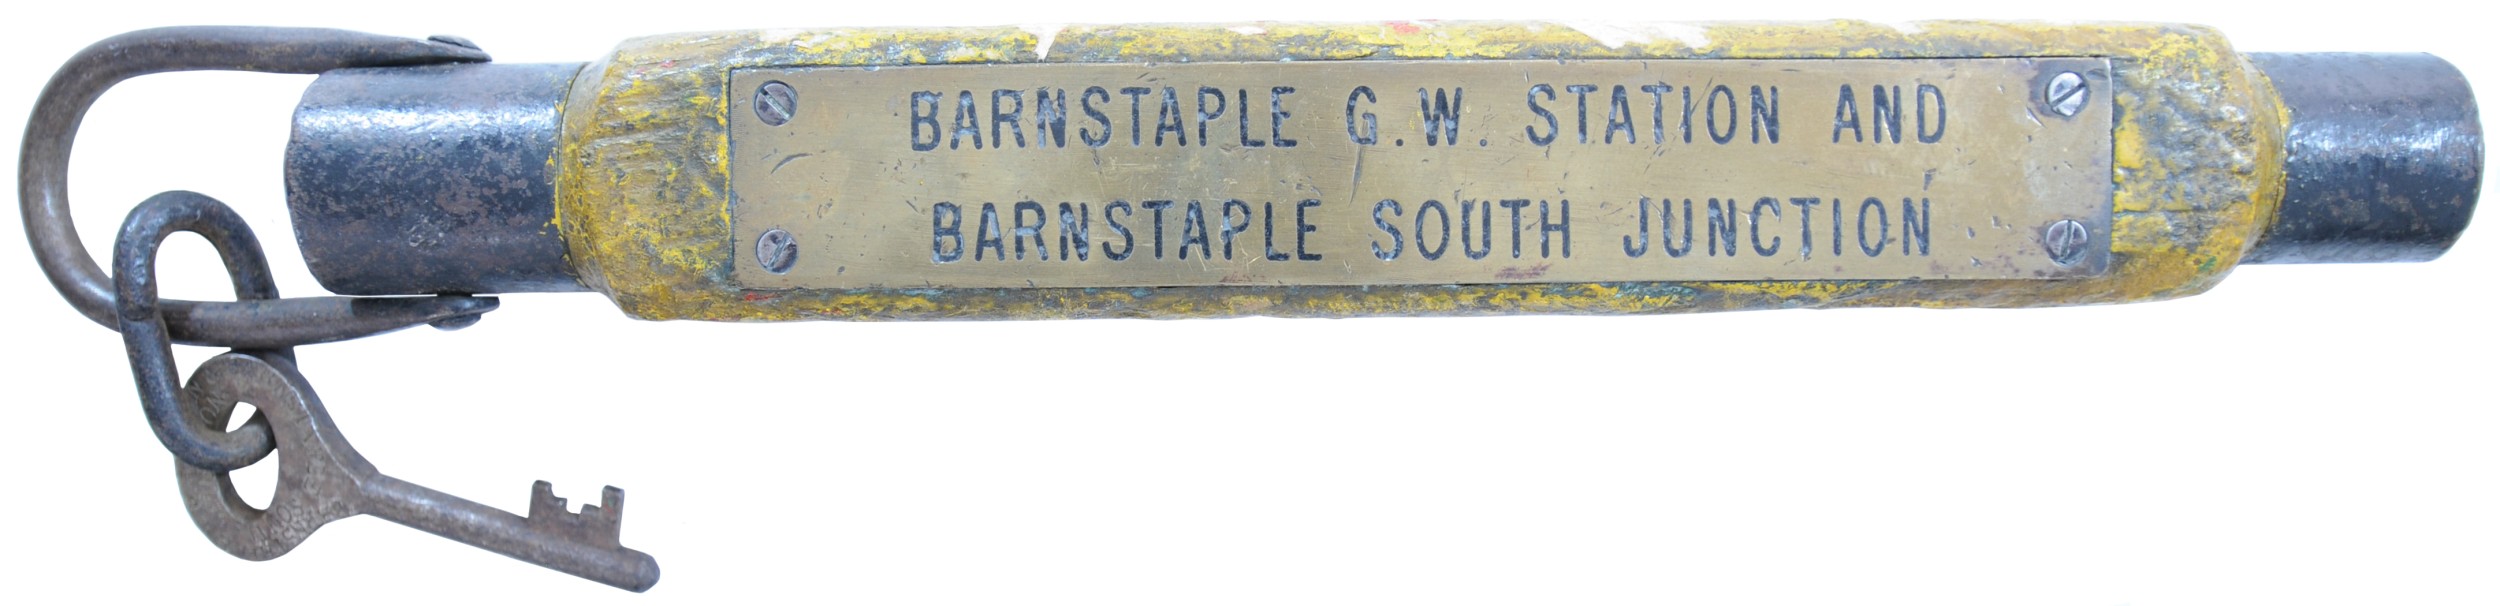 BARNSTAPLE G.W. STATION AND
BARNSTAPLE SOUTH JUNCTION